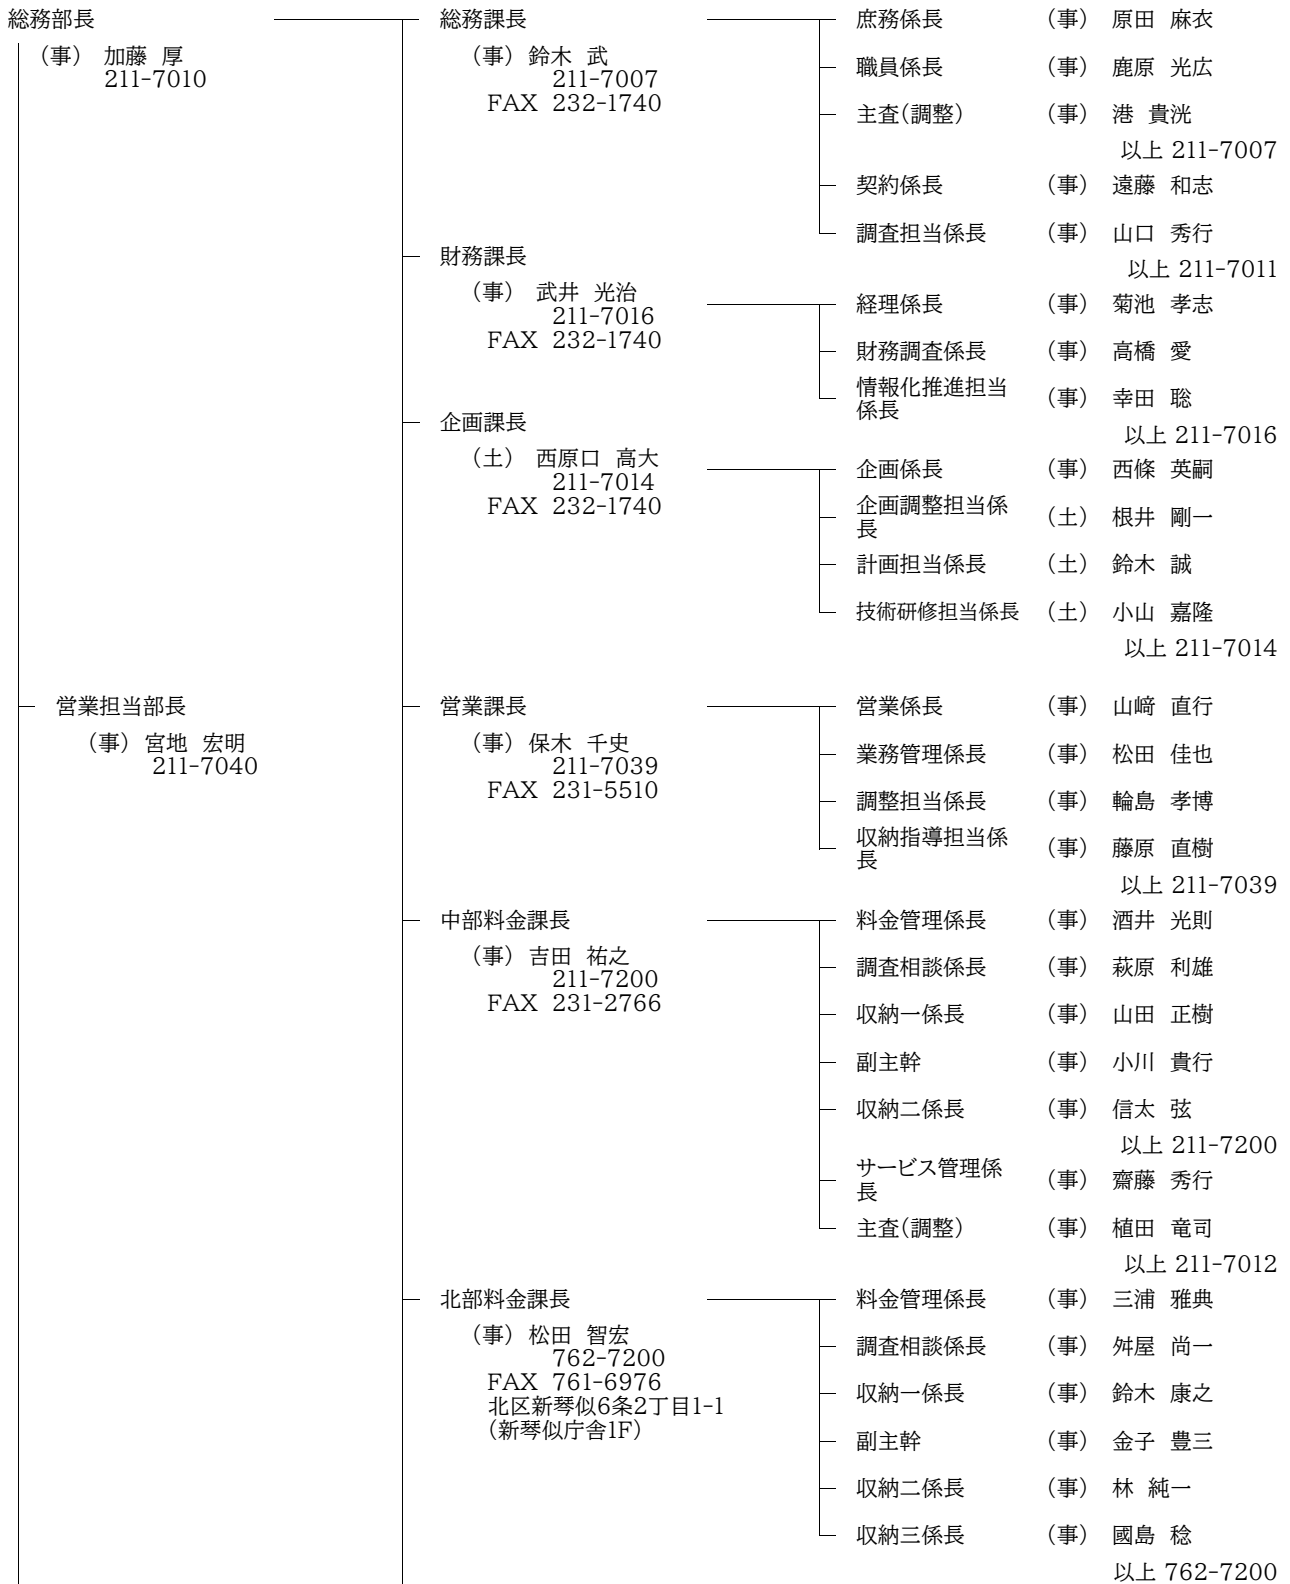 総務部長 総務課長 庶務係長 （事） 原田 麻衣
（事） 加藤 厚
211-7010
（事） 鈴木 武
211-7007
FAX 232-1740
職員係長 （事） 鹿原 光広
主査（調整） （事） 港 貴洸
以上 211-7007
契約係長 （事） 遠藤 和志
調査担当係長 （事） 山口 秀行
以上 211-7011
財務課長
（事） 武井 光治
211-7016
FAX 232-1740
経理係長 （事） 菊池 孝志
財務調査係長 （事） 高橋 愛
情報化推進担当
係長 （事） 幸田 聡
以上 211-7016
企画課長
（土） 西原口 高大
211-7014
FAX 232-1740
企画係長 （事） 西條 英嗣
企画調整担当係
長 （土） 根井 剛一
計画担当係長 （土） 鈴木 誠
技術研修担当係長 （土） 小山 嘉隆
以上 211-7014
営業担当部長 営業課長 営業係長 （事） 山﨑 直行
（事） 宮地 宏明
211-7040
（事） 保木 千史
211-7039
FAX 231-5510
業務管理係長 （事） 松田 佳也
調整担当係長 （事） 輪島 孝博
収納指導担当係
長 （事） 藤原 直樹
以上 211-7039
中部料金課長 料金管理係長 （事） 酒井 光則
（事） 吉田 祐之
211-7200
FAX 231-2766
調査相談係長 （事） 萩原 利雄
収納一係長 （事） 山田 正樹
副主幹 （事） 小川 貴行
収納二係長 （事） 信太 弦
以上 211-7200
サービス管理係
長 （事） 齋藤 秀行
主査（調整） （事） 植田 竜司
以上 211-7012
北部料金課長 料金管理係長 （事） 三浦 雅典
（事） 松田 智宏
762-7200
FAX 761-6976
北区新琴似6条2丁目1-1
（新琴似庁舎1F）
調査相談係長 （事） 舛屋 尚一
収納一係長 （事） 鈴木 康之
副主幹 （事） 金子 豊三
収納二係長 （事） 林 純一
収納三係長 （事） 國島 稔
以上 762-7200